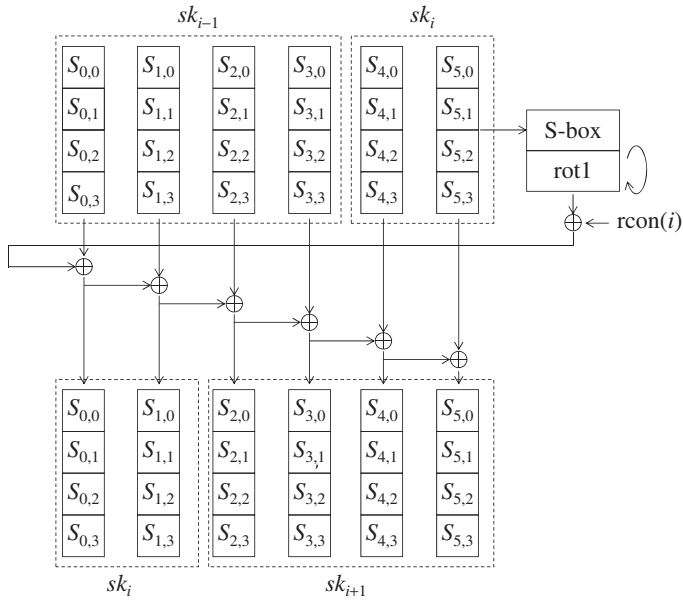 sk_{i−1} sk_i
S_{0,0} S_{1,0} S_{2,0} S_{3,0} S_{4,0} S_{5,0}
S_{0,1} S_{1,1} S_{2,1} S_{3,1} S_{4,1} S_{5,1}
S-box
S_{0,2} S_{1,2} S_{2,2} S_{3,2} S_{4,2} S_{5,2}
rot1
S_{0,3} S_{1,3} S_{2,3} S_{3,3} S_{4,3} S_{5,3}
rcon(i)
S_{0,0} S_{1,0} S_{2,0} S_{3,0} S_{4,0} S_{5,0}
S_{0,1} S_{1,1} S_{2,1} S_{3,1} S_{4,1} S_{5,1}
S_{0,2} S_{1,2} S_{2,2} S_{3,2} S_{4,2} S_{5,2}
S_{0,3} S_{1,3} S_{2,3} S_{3,3} S_{4,3} S_{5,3}
sk_i sk_{i+1}